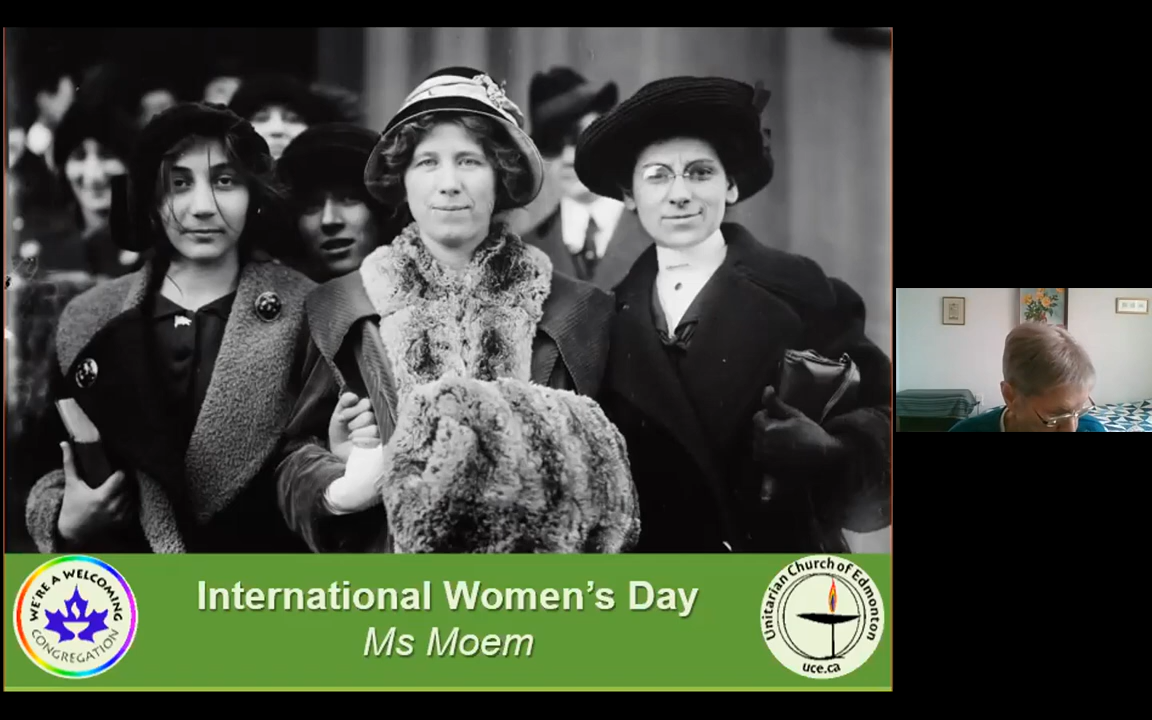 International Women's Day
Ms Moem
WE'RE A WELCOMING
CONGREGATION
Unitarian Church of Edmonton
uce.ca